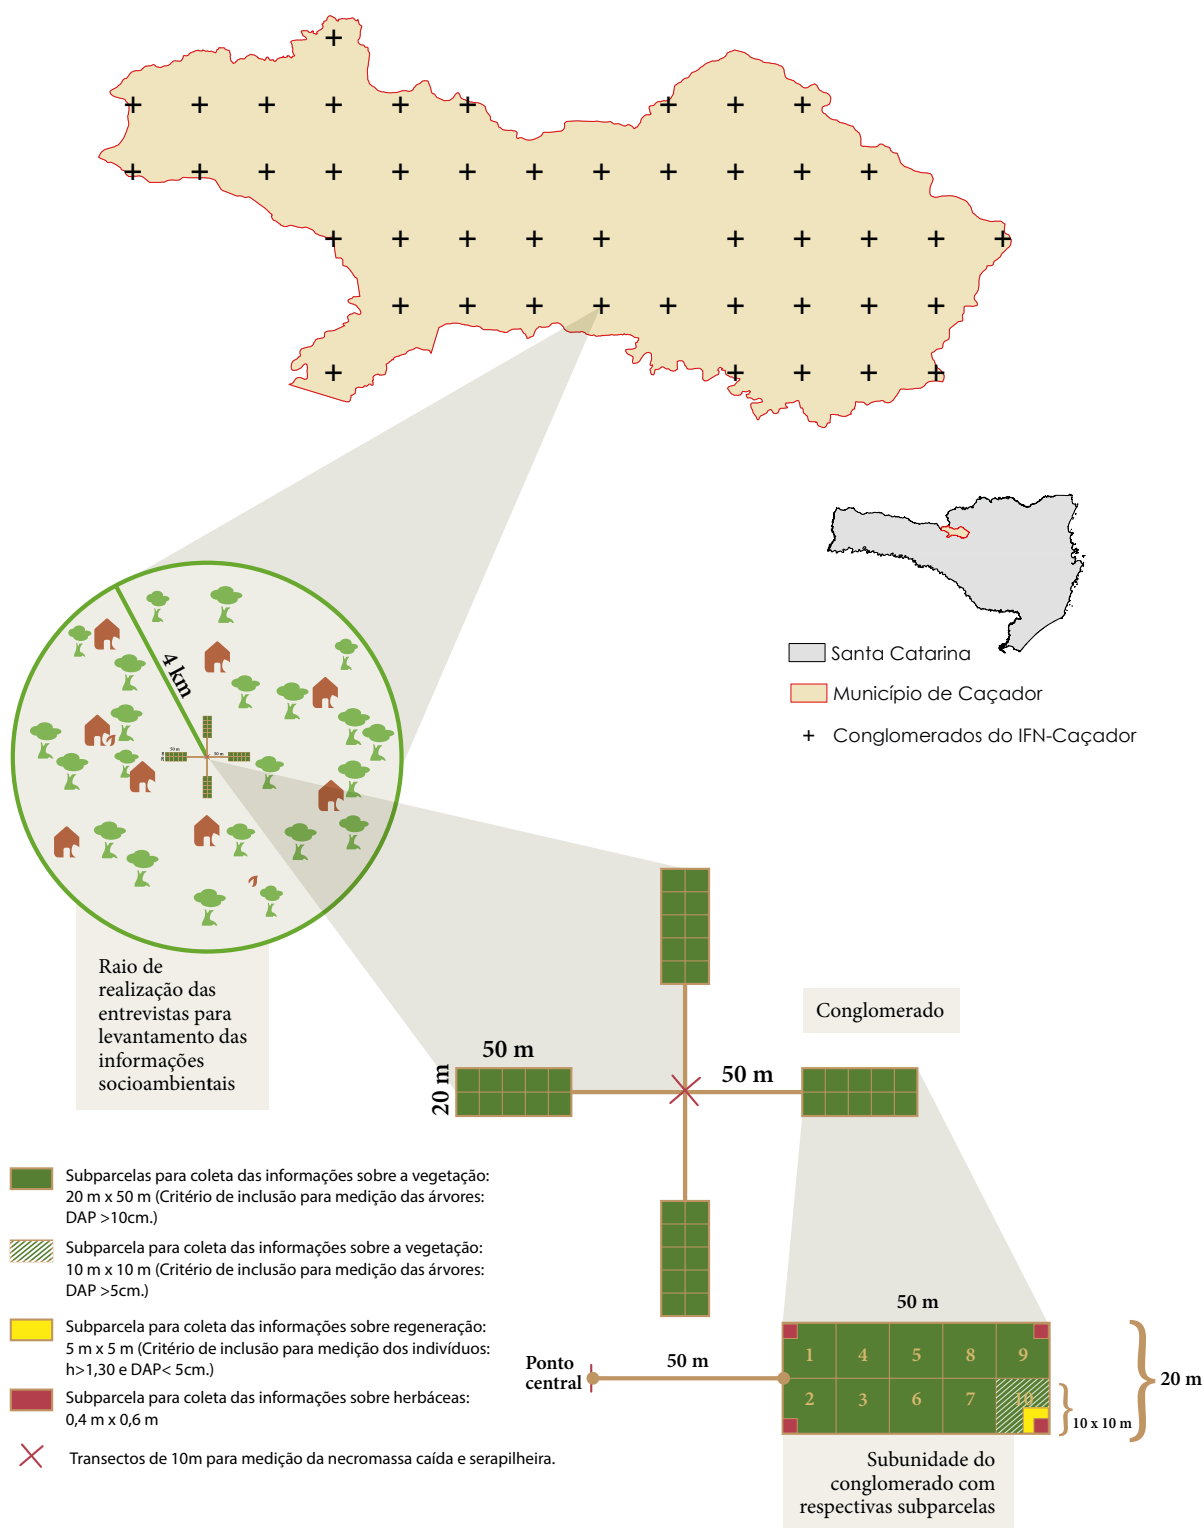 Santa Catarina
Município de Caçador
Conglomerados do IFN-Caçador
4 km
50 m
50 m
Raio de
realização das
entrevistas para
levantamento das
informações
socioambientais
Conglomerado
50 m
20 m
50 m
Subparcelas para coleta das informações sobre a vegetação:
20 m x 50 m (Critério de inclusão para medição das árvores:
DAP >10cm.)
Subparcela para coleta das informações sobre a vegetação:
10 m x 10 m (Critério de inclusão para medição das árvores:
DAP >5cm.)
Subparcela para coleta das informações sobre regeneração:
5 m x 5 m (Critério de inclusão para medição dos indivíduos:
h>1,30 e DAP< 5cm.)
Subparcela para coleta das informações sobre herbáceas:
0,4 m x 0,6 m
Transectos de 10m para medição da necromassa caída e serapilheira.
50 m
Ponto
central
50 m
1 4 5 8 9
2 3 6 7 10
20 m
10 x 10 m
Subunidade do
conglomerado com
respectivas subparcelas